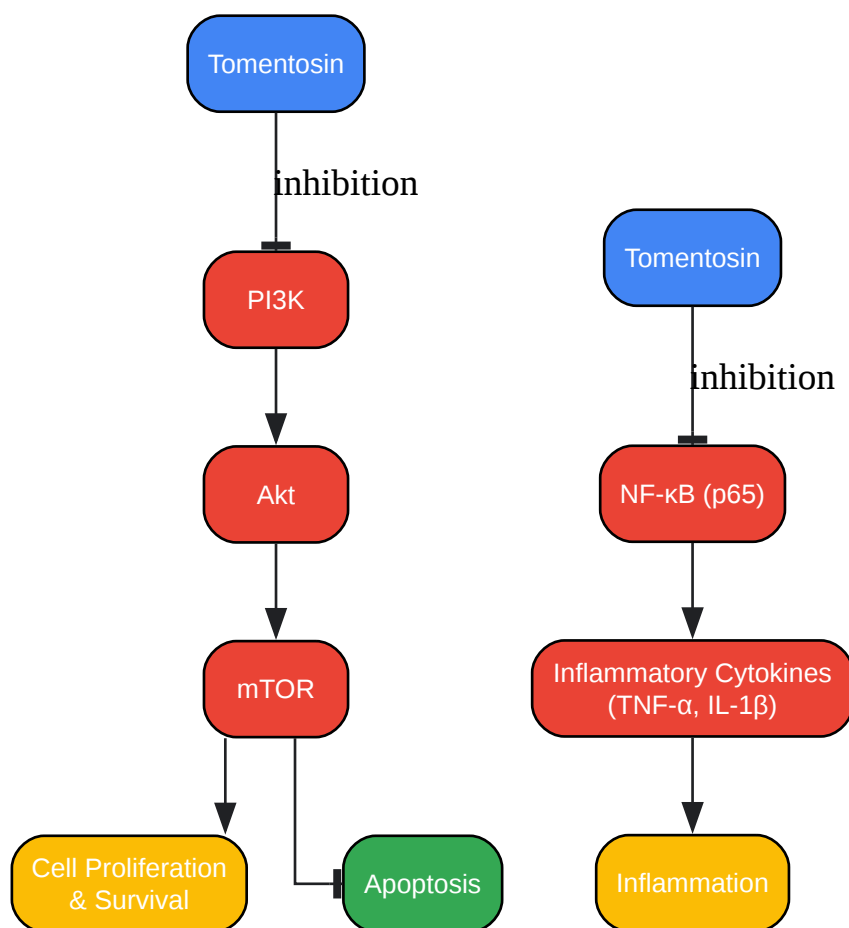 Tomentosin
inhibition
PI3K
Akt
mTOR
Cell Proliferation
& Survival
Apoptosis
Tomentosin
inhibition
NF-κB (p65)
Inflammatory Cytokines
(TNF-α, IL-1β)
Inflammation